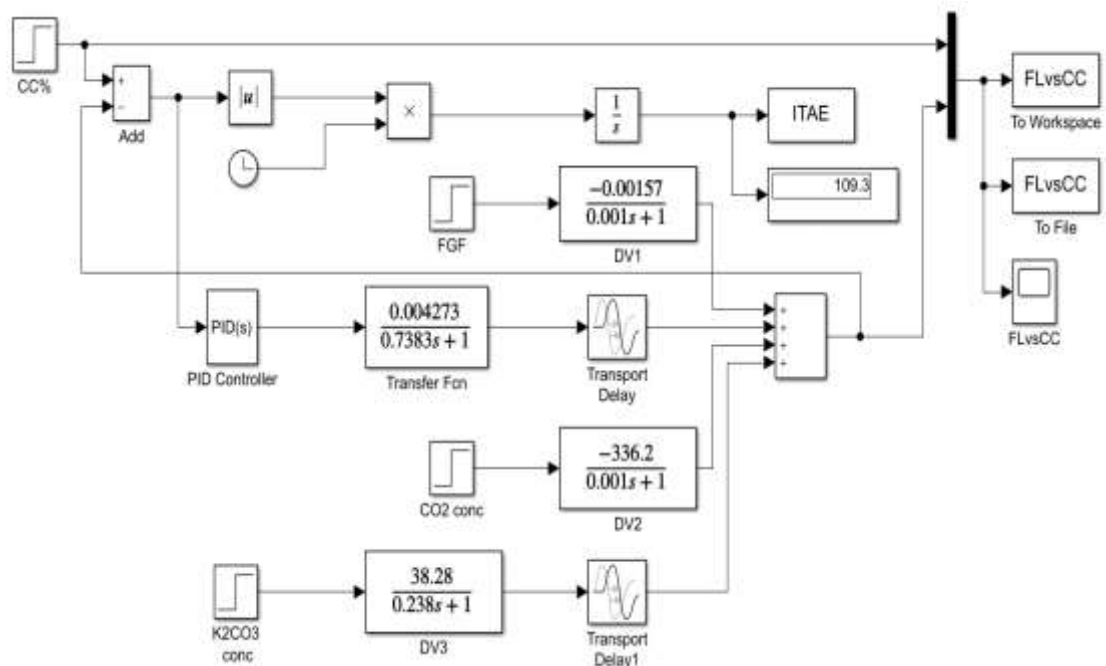 CC%
+
−
Add
|u|
×
1
s
ITAE
109.3
FLvsCC
To Workspace
FLvsCC
To File
FLvsCC
FGF
−0.00157
0.001s + 1
DV1
PID(s)
PID Controller
0.004273
0.7383s + 1
Transfer Fcn
Transport
Delay
+
+
+
+
CO2 conc
−336.2
0.001s + 1
DV2
K2CO3
conc
38.28
0.238s + 1
DV3
Transport
Delay1